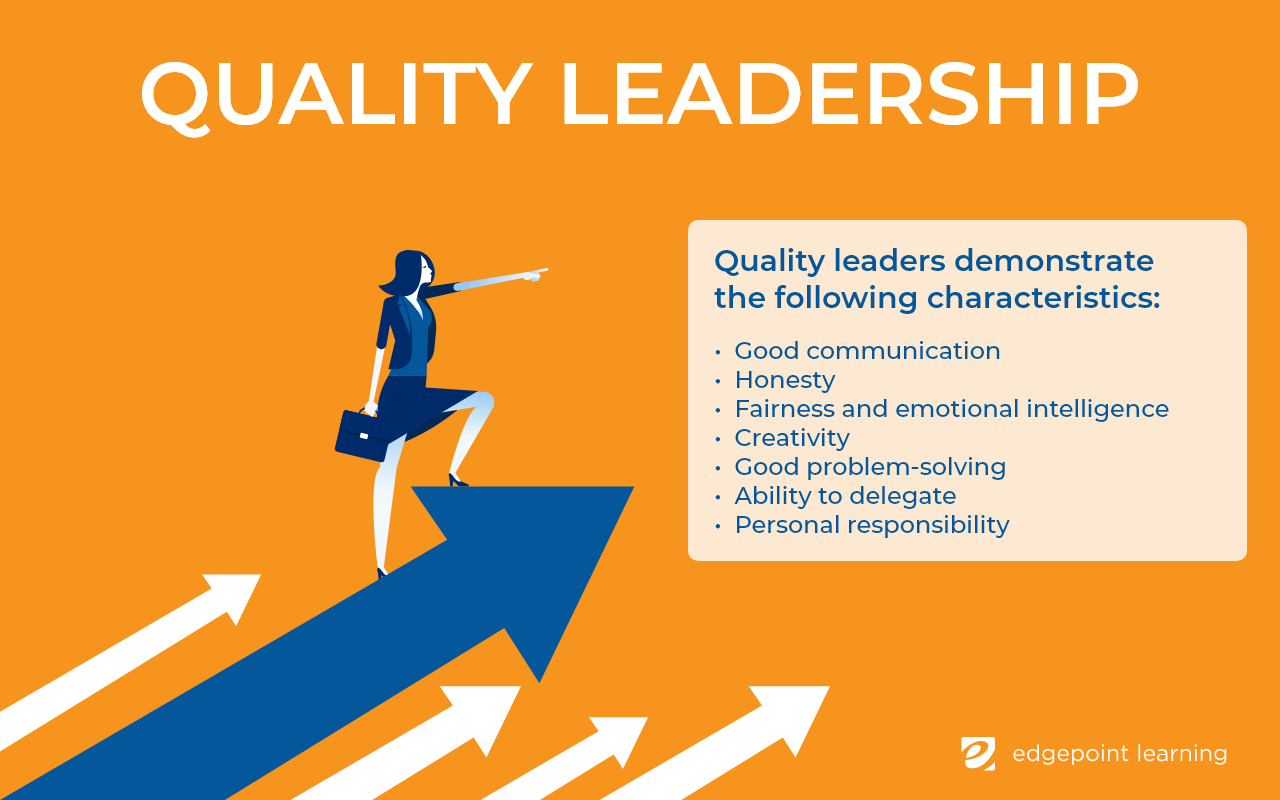 QUALITY LEADERSHIP
Quality leaders demonstrate
the following characteristics:
• Good communication
• Honesty
• Fairness and emotional intelligence
• Creativity
• Good problem-solving
• Ability to delegate
• Personal responsibility
edgepoint learning